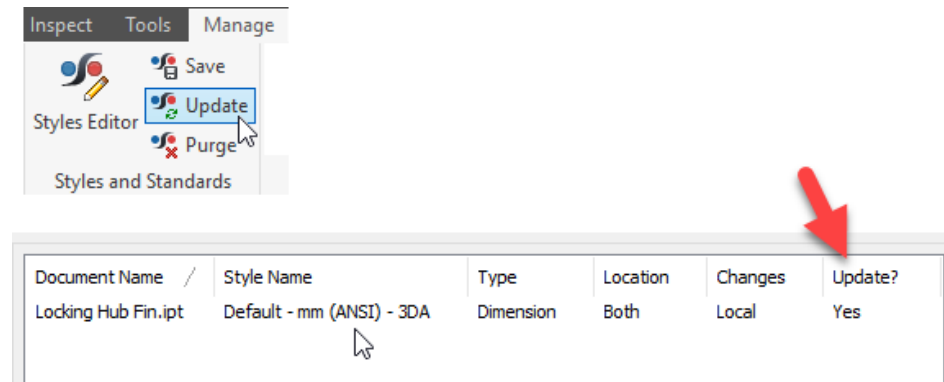 Inspect Tools Manage
Save
Styles Editor Update
Purge
Styles and Standards
Document Name / Style Name Type Location Changes Update?
Locking Hub Fin.ipt Default - mm (ANSI) - 3DA Dimension Both Local Yes